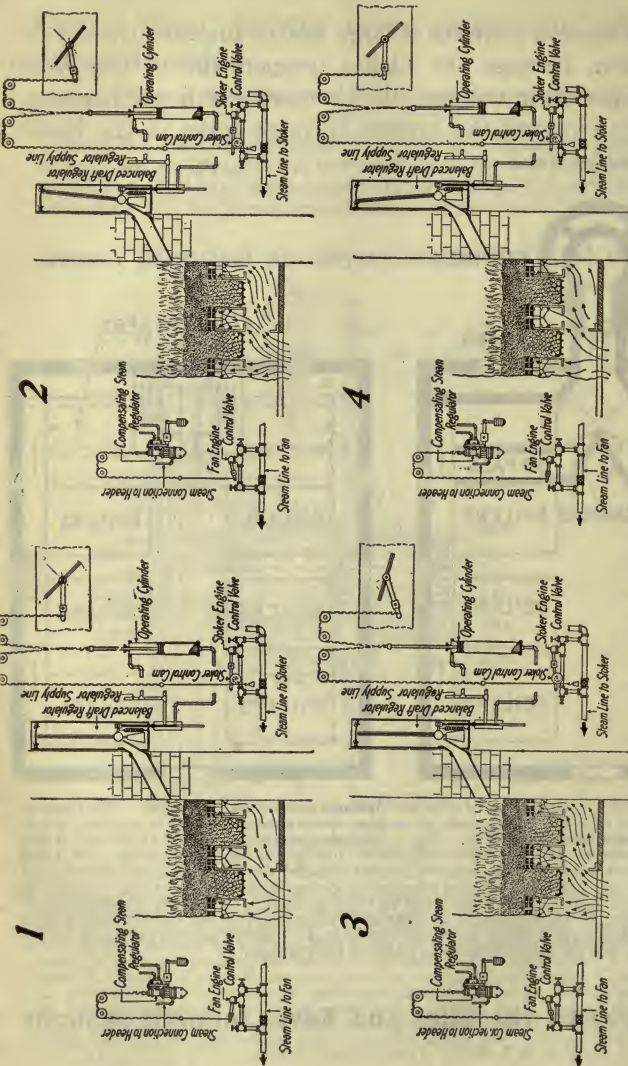 1
Compensating Steam
Regulator
Fan Engine
Control Valve
Steam Connection to Header
Steam Line to Fan
Balanced Draft Regulator
Regulator Supply Line
Operating Cylinder
Stoker Control Cam
Stoker Engine
Control Valve
Steam Line to Stoker
2
Compensating Steam
Regulator
Fan Engine
Control Valve
Steam Connection to Header
Steam Line to Fan
Balanced Draft Regulator
Regulator Supply Line
Operating Cylinder
Stoker Control Cam
Stoker Engine
Control Valve
Steam Line to Stoker
3
Compensating Steam
Regulator
Fan Engine
Control Valve
Steam Connection to Header
Steam Line to Fan
Balanced Draft Regulator
Regulator Supply Line
Operating Cylinder
Stoker Control Cam
Stoker Engine
Control Valve
Steam Line to Stoker
4
Compensating Steam
Regulator
Fan Engine
Control Valve
Steam Connection to Header
Steam Line to Fan
Balanced Draft Regulator
Regulator Supply Line
Operating Cylinder
Stoker Control Cam
Stoker Engine
Control Valve
Steam Line to Stoker